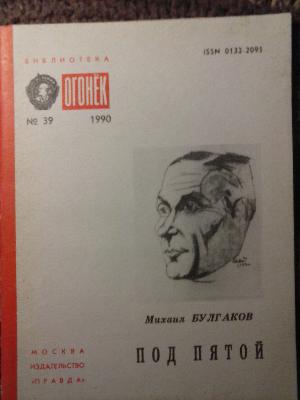 БИБЛИОТЕКА
ISSN 0132-2095
ОГОНЁК
№ 39 1990
Михаил БУЛГАКОВ
ПОД ПЯТОЙ
МОСКВА
ИЗДАТЕЛЬСТВО
«ПРАВДА»